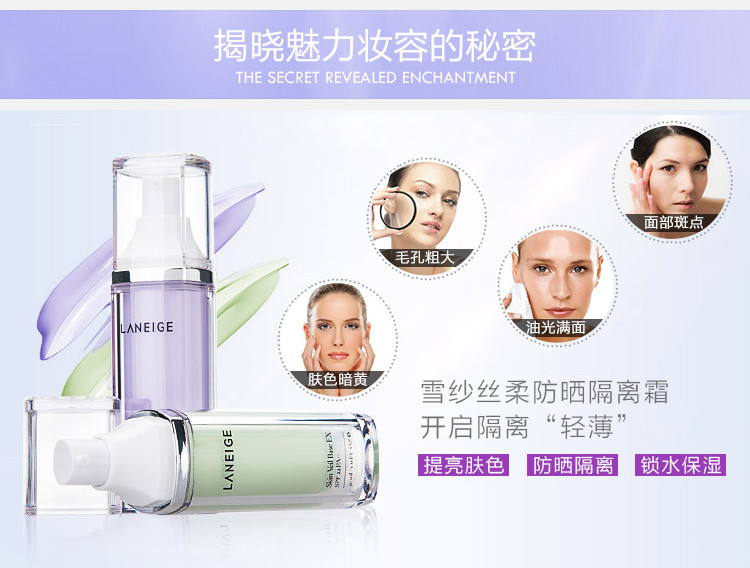 揭晓魅力妆容的秘密
THE SECRET REVEALED ENCHANTMENT
面部斑点
毛孔粗大
油光满面
肤色暗黄
LANEIGE
雪纱丝柔防晒隔离霜
开启隔离“轻薄”
提亮肤色 防晒隔离 锁水保湿
LANEIGE
Skin Veil Base EX
SPF 22 PA++